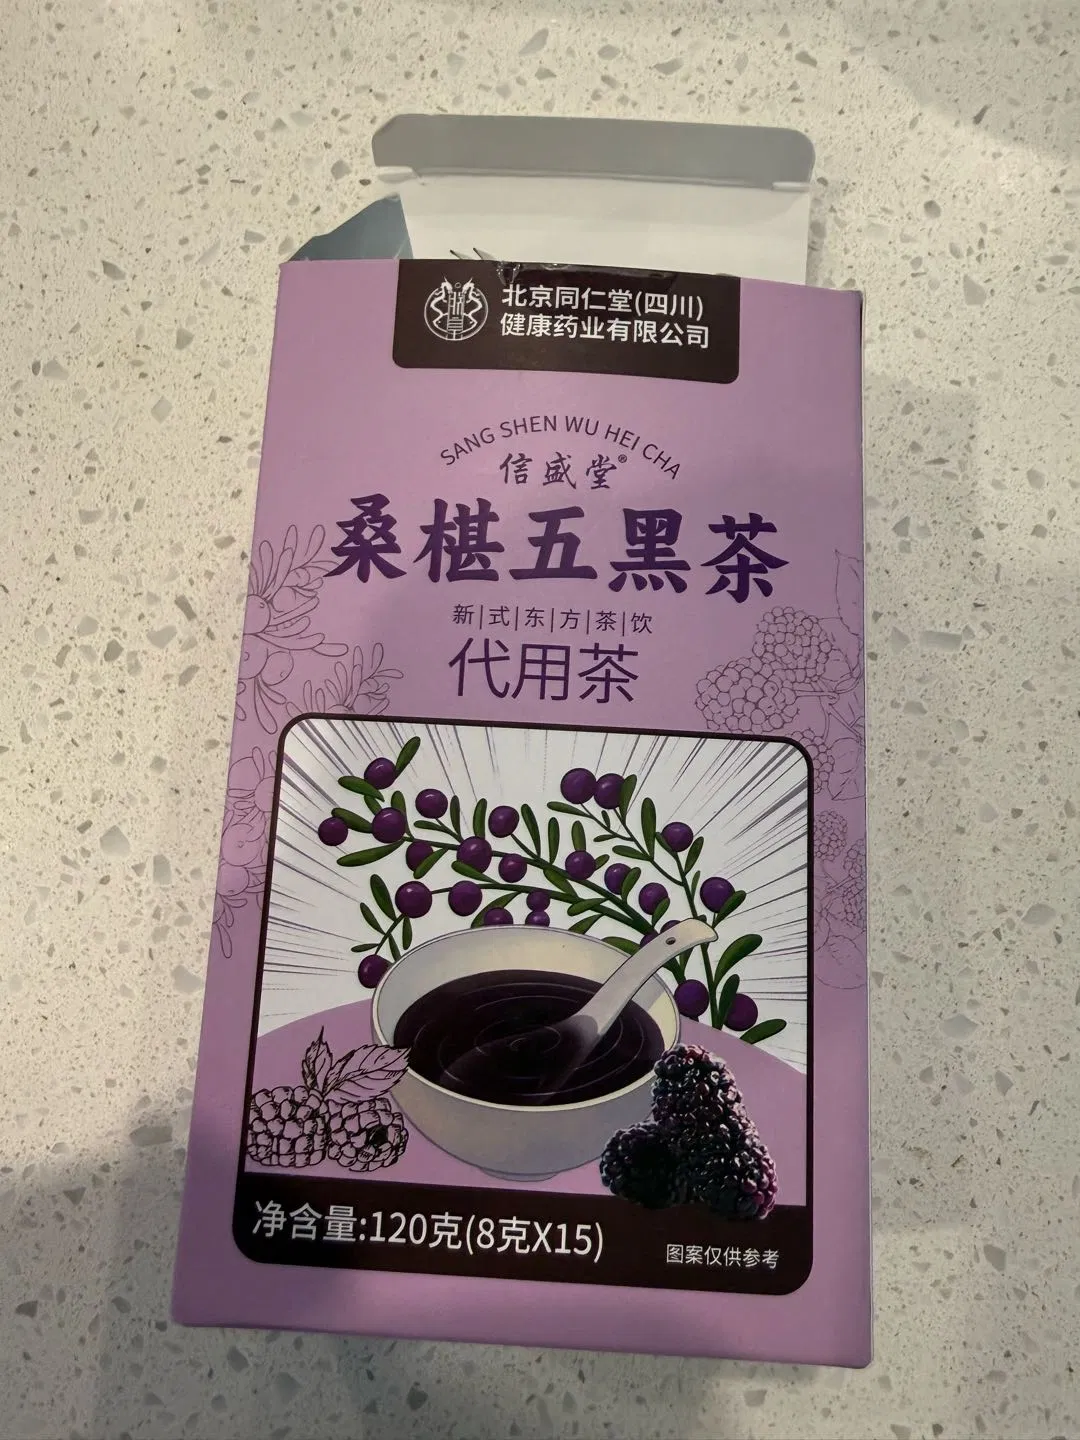 北京同仁堂(四川)
健康药业有限公司
SANG SHEN WU HEI CHA
信盛堂®
桑椹五黑茶
新|式|东|方|茶|饮
代用茶
净含量:120克(8克X15)
图案仅供参考